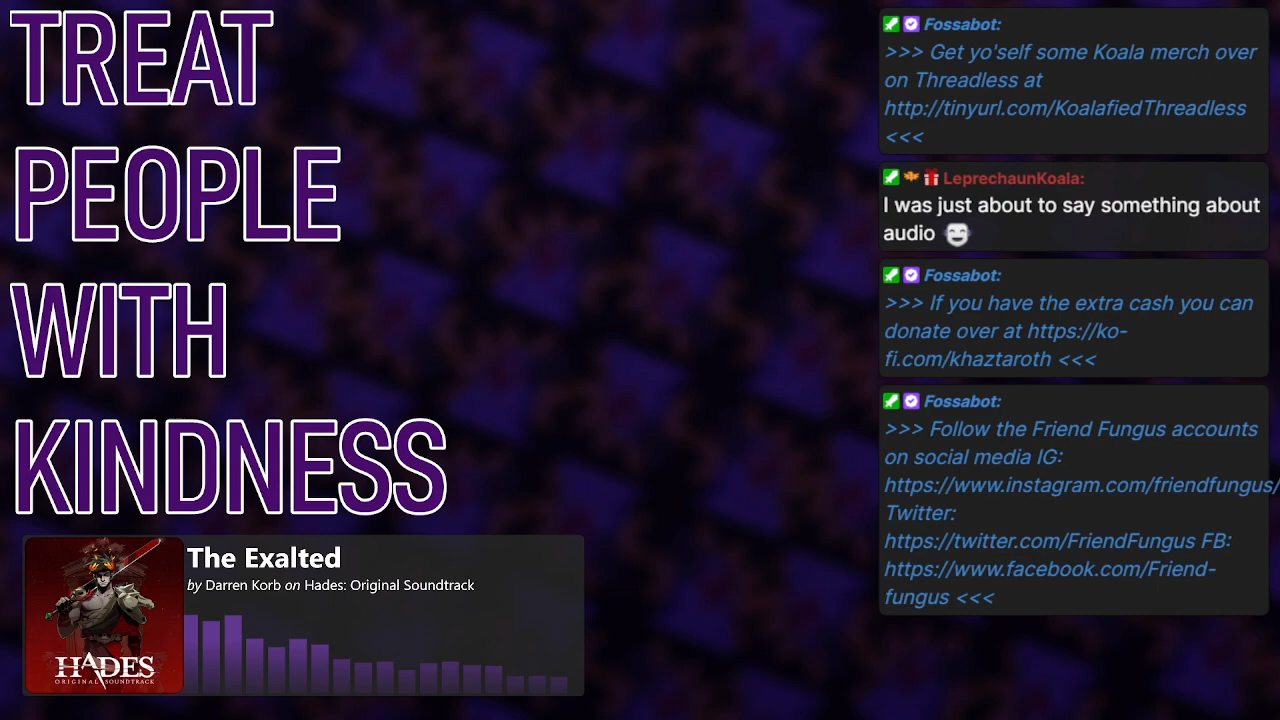 TREAT
PEOPLE
WITH
KINDNESS
HADES
ORIGINAL SOUNDTRACK
The Exalted
by Darren Korb on Hades: Original Soundtrack
Fossabot:
>>> Get yo'self some Koala merch over
on Threadless at
http://tinyurl.com/KoalafiedThreadless
<<<
LeprechaunKoala:
I was just about to say something about
audio
Fossabot:
>>> If you have the extra cash you can
donate over at https://ko-
fi.com/khaztaroth <<<
Fossabot:
>>> Follow the Friend Fungus accounts
on social media IG:
https://www.instagram.com/friendfungus/
Twitter:
https://twitter.com/FriendFungus FB:
https://www.facebook.com/Friend-
fungus <<<